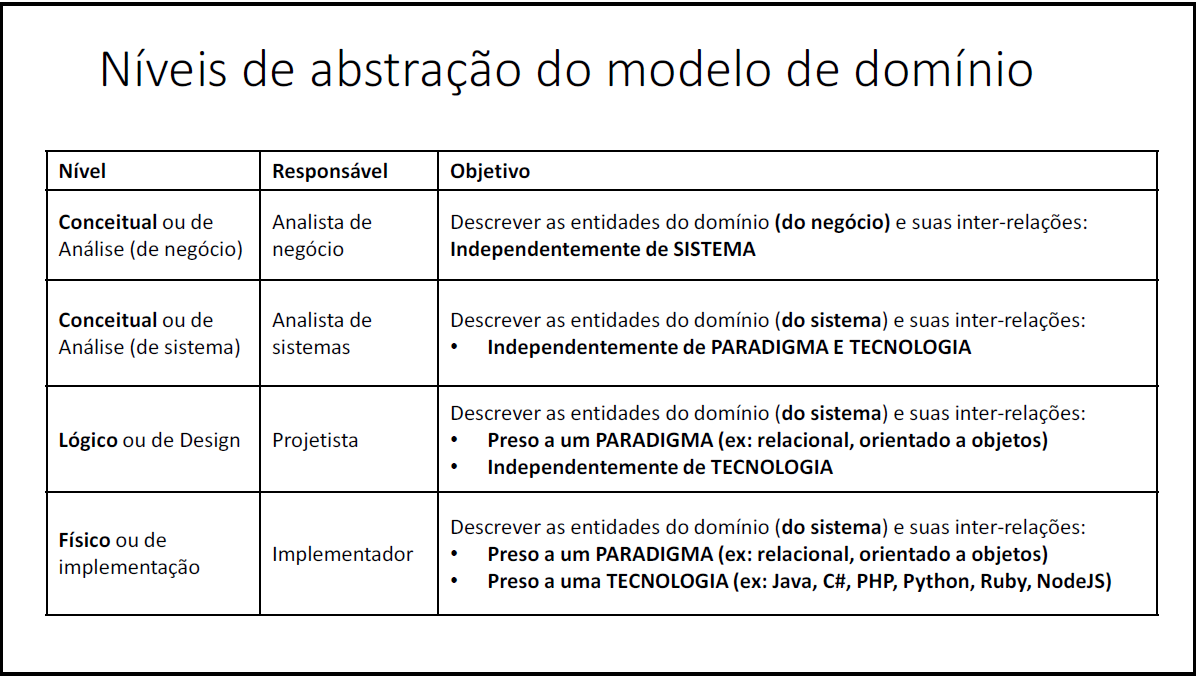 Níveis de abstração do modelo de domínio
Nível
Responsável
Objetivo
Conceitual ou de
Análise (de negócio)
Analista de
negócio
Descrever as entidades do domínio (do negócio) e suas inter-relações:
Independentemente de SISTEMA
Conceitual ou de
Análise (de sistema)
Analista de
sistemas
Descrever as entidades do domínio (do sistema) e suas inter-relações:
• Independentemente de PARADIGMA E TECNOLOGIA
Lógico ou de Design
Projetista
Descrever as entidades do domínio (do sistema) e suas inter-relações:
• Preso a um PARADIGMA (ex: relacional, orientado a objetos)
• Independentemente de TECNOLOGIA
Físico ou de
implementação
Implementador
Descrever as entidades do domínio (do sistema) e suas inter-relações:
• Preso a um PARADIGMA (ex: relacional, orientado a objetos)
• Preso a uma TECNOLOGIA (ex: Java, C#, PHP, Python, Ruby, NodeJS)